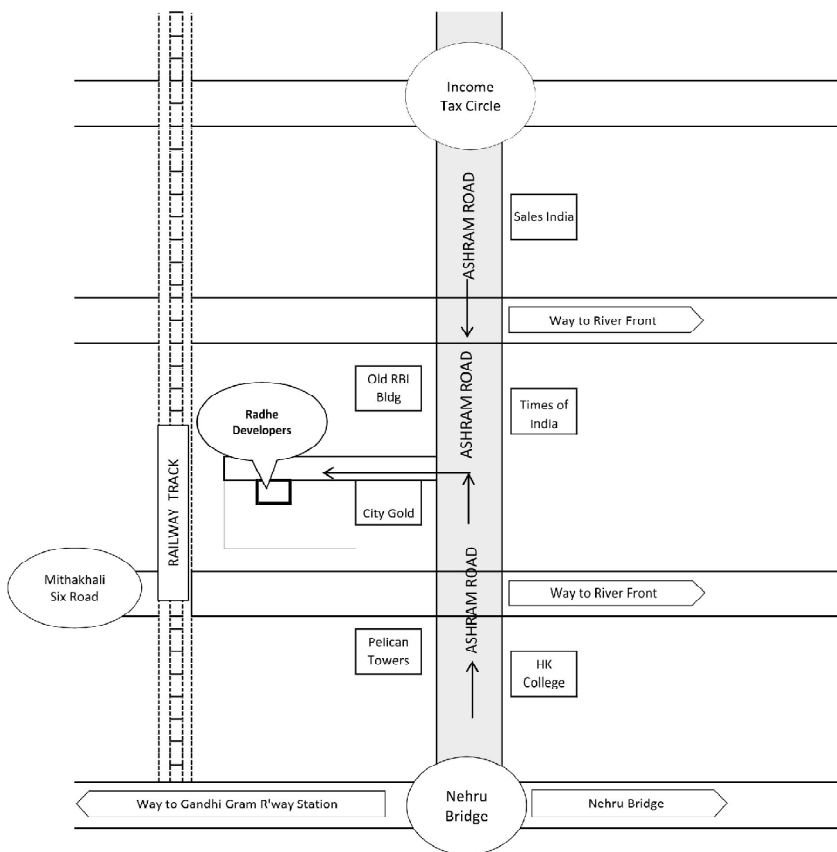 Income
Tax Circle
ASHRAM ROAD
Sales India
Way to River Front
Old RBI
Bldg
ASHRAM ROAD
Times of
India
Radhe
Developers
RAILWAY TRACK
City Gold
Mithakhali
Six Road
ASHRAM ROAD
Way to River Front
Pelican
Towers
HK
College
Way to Gandhi Gram R'way Station
Nehru
Bridge
Nehru Bridge